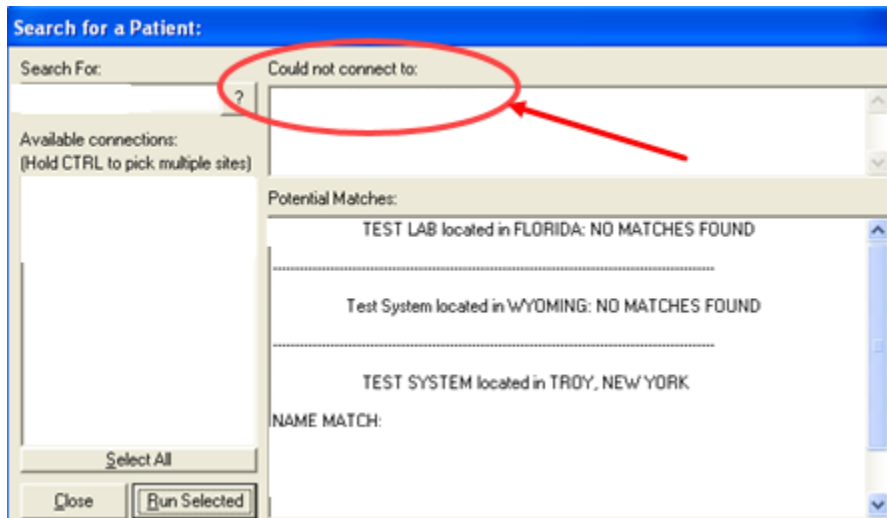 Search for a Patient:
Search For:
?
Available connections:
(Hold CTRL to pick multiple sites)
Select All
Close
Run Selected
Could not connect to:
Potential Matches:
TEST LAB located in FLORIDA: NO MATCHES FOUND
Test System located in WYOMING: NO MATCHES FOUND
TEST SYSTEM located in TROY, NEW YORK
NAME MATCH: